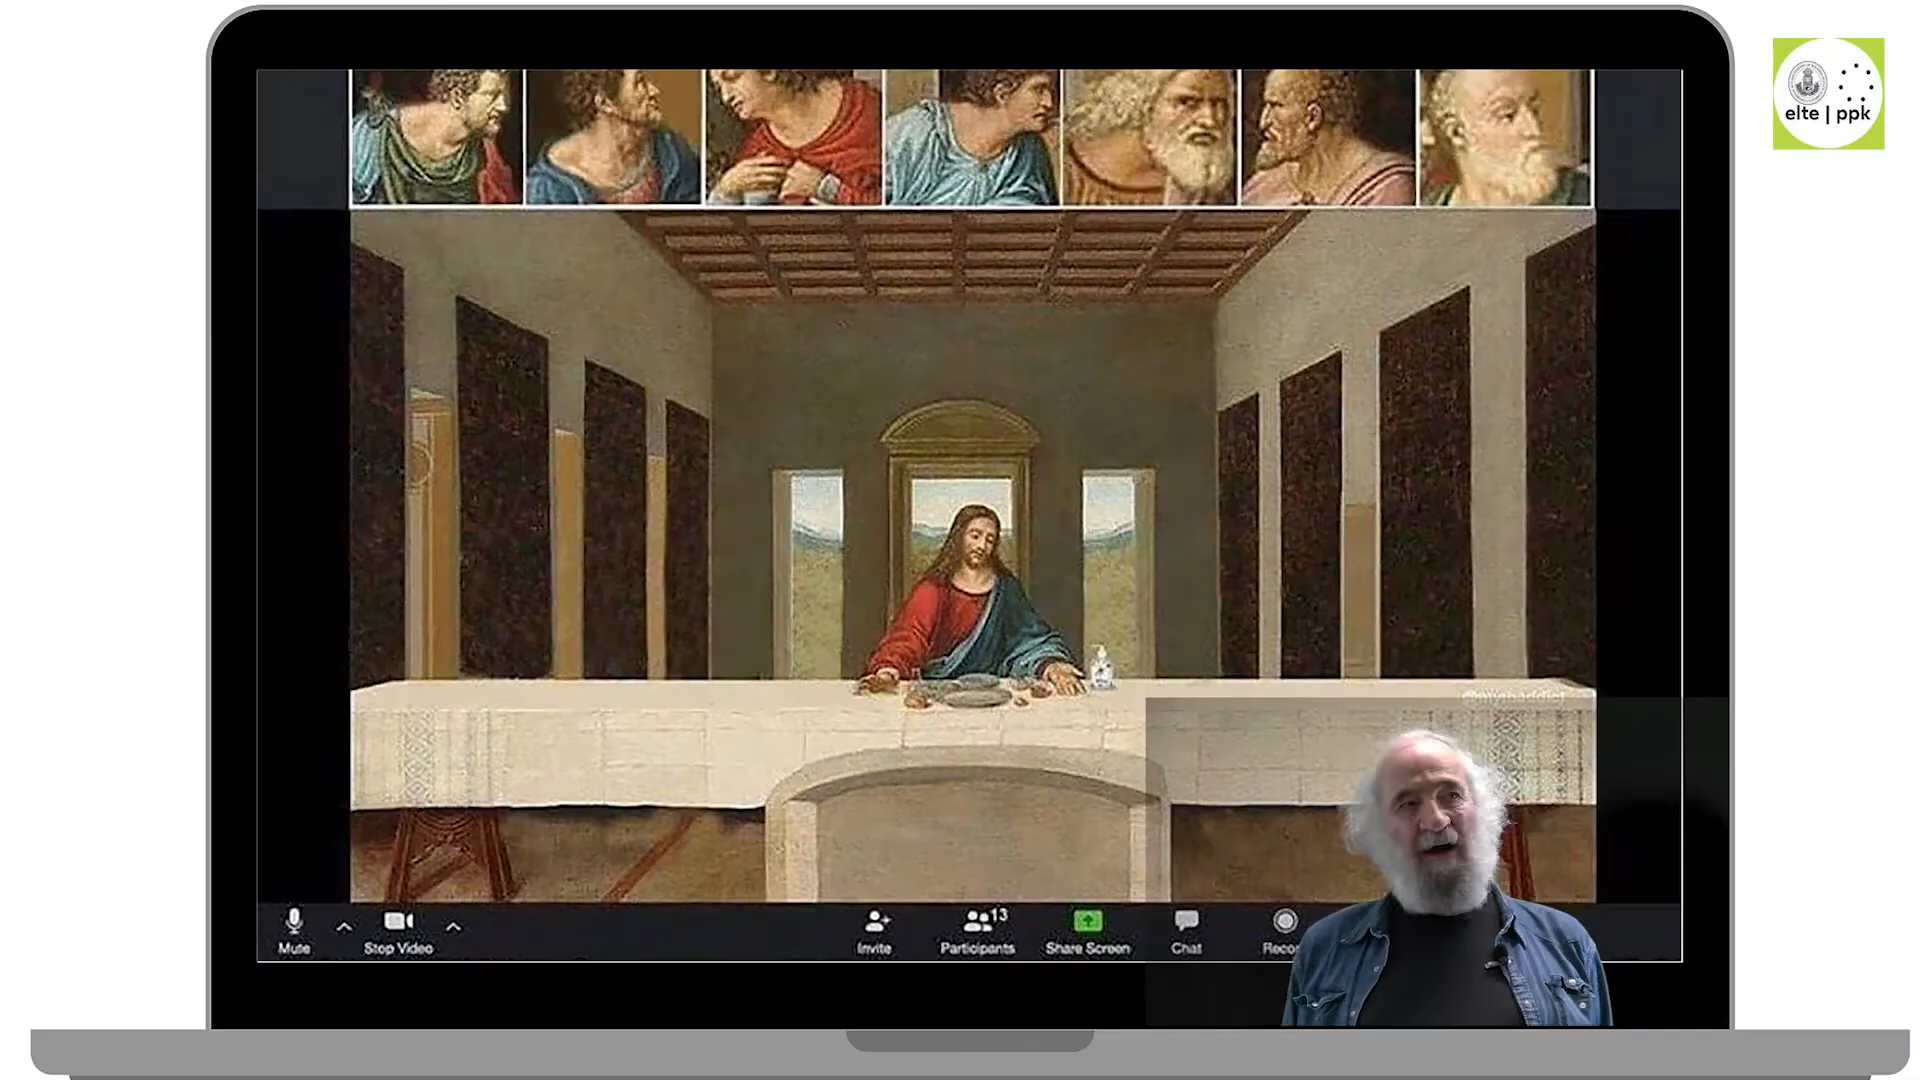 elte | ppk
Mute
Stop Video
Invite
13
Participants
Share Screen
Chat